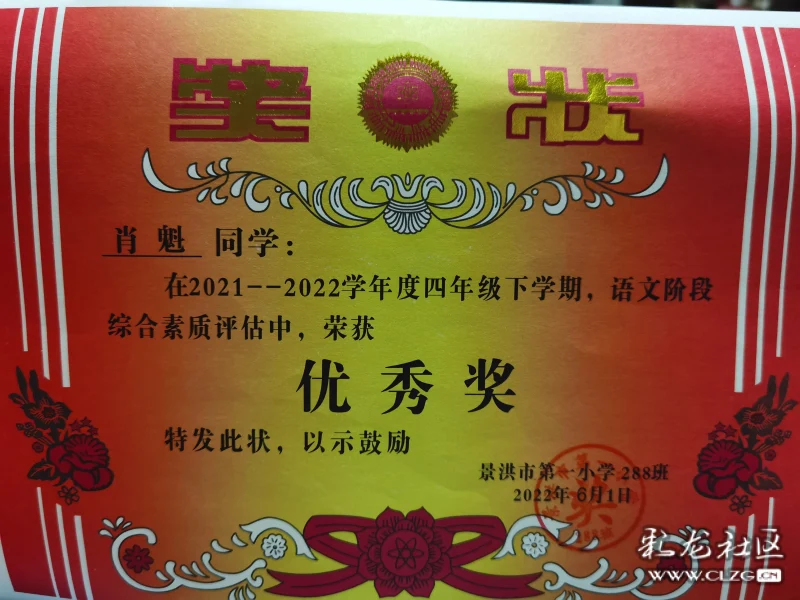 奖状
肖魁 同学：
在2021--2022学年度四年级下学期，语文阶段
综合素质评估中，荣获
优秀奖
特发此状，以示鼓励
景洪市第一小学 288班
2022年 6月1日
奖
彩龙社区
www.CLZG.CN